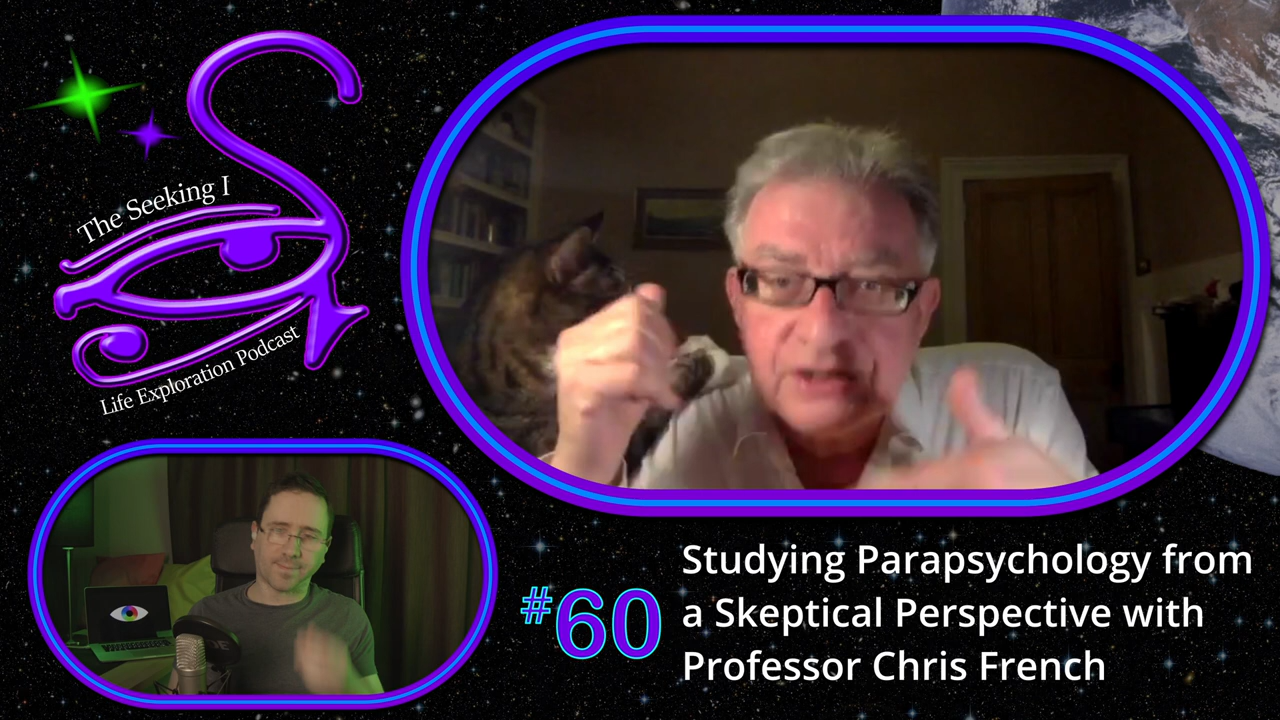 The Seeking I
Life Exploration Podcast
#60
Studying Parapsychology from
a Skeptical Perspective with
Professor Chris French